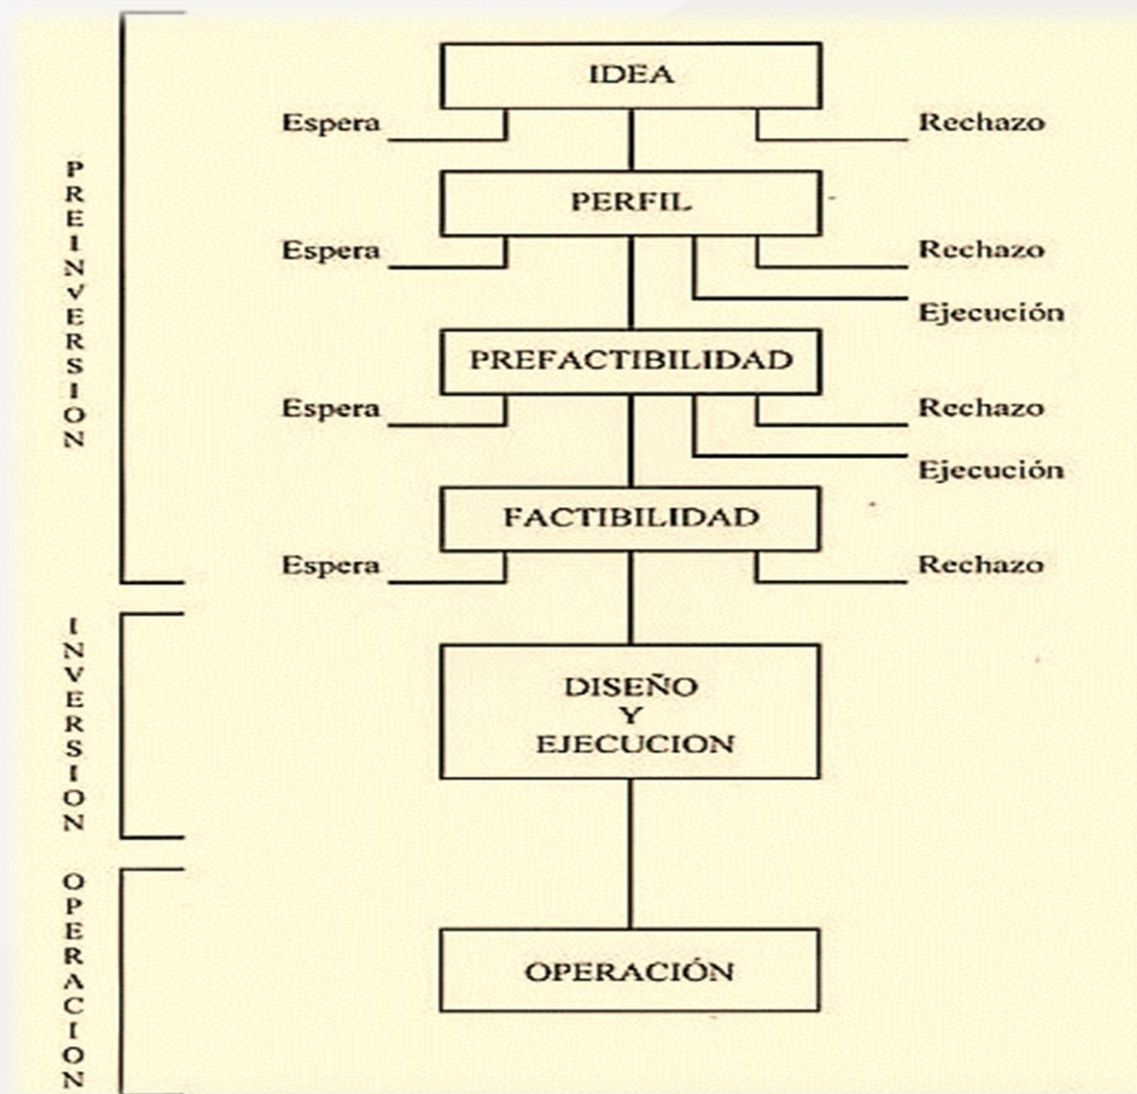 PREINVERSION
IDEA
Espera
Rechazo
PERFIL
Espera
Rechazo
Ejecución
PREFACTIBILIDAD
Espera
Rechazo
Ejecución
FACTIBILIDAD
Espera
Rechazo
INVERSION
DISEÑO
Y
EJECUCION
OPERACION
OPERACIÓN